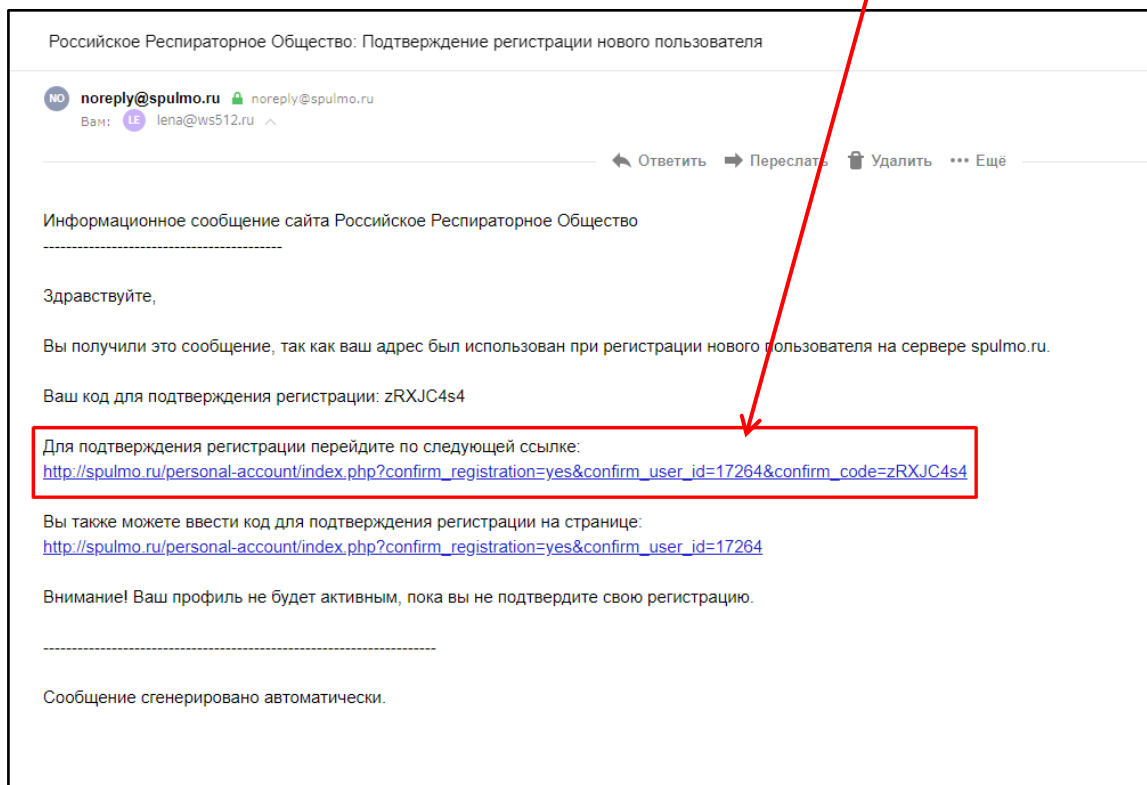 Российское Респираторное Общество: Подтверждение регистрации нового пользователя
NO noreply@spulmo.ru noreply@spulmo.ru
Вам: LE lena@ws512.ru
Ответить Переслать Удалить ••• Ещё
Информационное сообщение сайта Российское Респираторное Общество
------------------------------------------
Здравствуйте,
Вы получили это сообщение, так как ваш адрес был использован при регистрации нового пользователя на сервере spulmo.ru.
Ваш код для подтверждения регистрации: zRXJC4s4
Для подтверждения регистрации перейдите по следующей ссылке:
http://spulmo.ru/personal-account/index.php?confirm_registration=yes&confirm_user_id=17264&confirm_code=zRXJC4s4
Вы также можете ввести код для подтверждения регистрации на странице:
http://spulmo.ru/personal-account/index.php?confirm_registration=yes&confirm_user_id=17264
Внимание! Ваш профиль не будет активным, пока вы не подтвердите свою регистрацию.
---------------------------------------------------------------------
Сообщение сгенерировано автоматически.